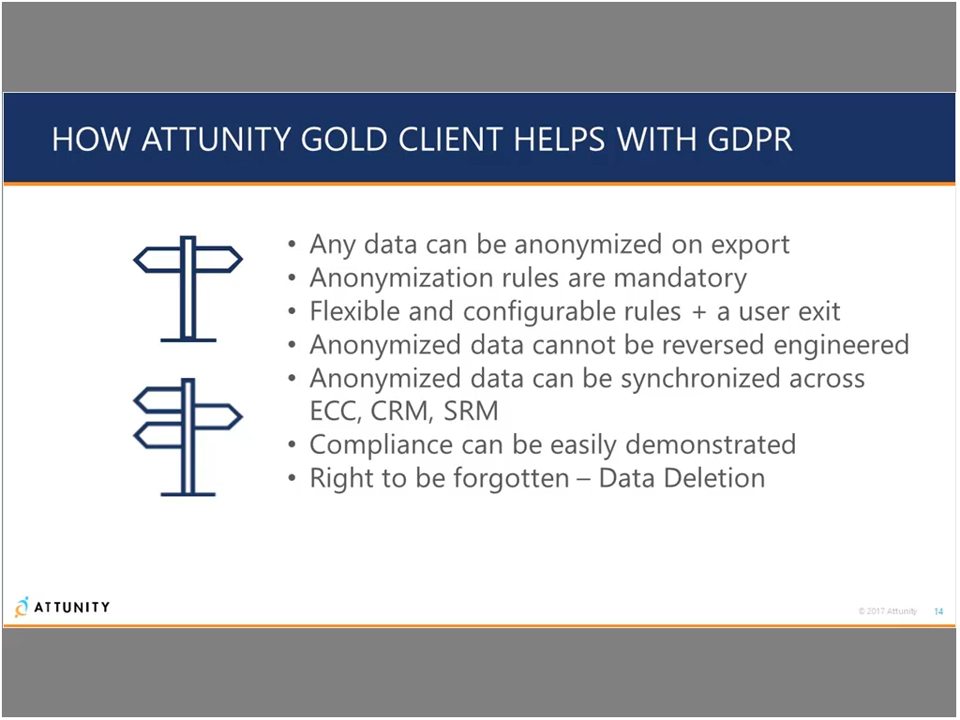 HOW ATTUNITY GOLD CLIENT HELPS WITH GDPR
• Any data can be anonymized on export
• Anonymization rules are mandatory
• Flexible and configurable rules + a user exit
• Anonymized data cannot be reversed engineered
• Anonymized data can be synchronized across
ECC, CRM, SRM
• Compliance can be easily demonstrated
• Right to be forgotten – Data Deletion
ATTUNITY
© 2017 Attunity 14